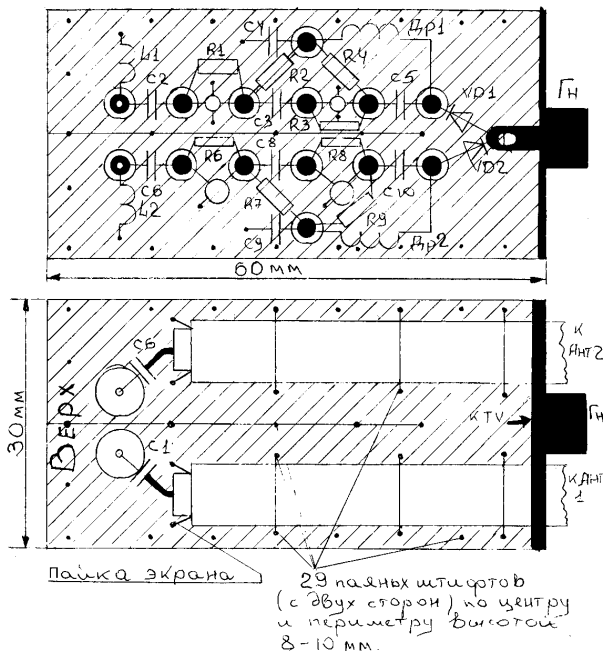 C4
Др1
L1
R1
R2
R4
C2
C5
VD1
Гн
C3
R3
R6
C8
R8
VD2
C6
R7
C10
L2
R9
C9
Др2
60 мм
C6
К
Ант2
30 мм
Верх
К TV
Гн
C1
К Ант
1
Пайка экрана
29 паяных штифтов
(с двух сторон) по центру
и периметру высотой
8-10 мм.